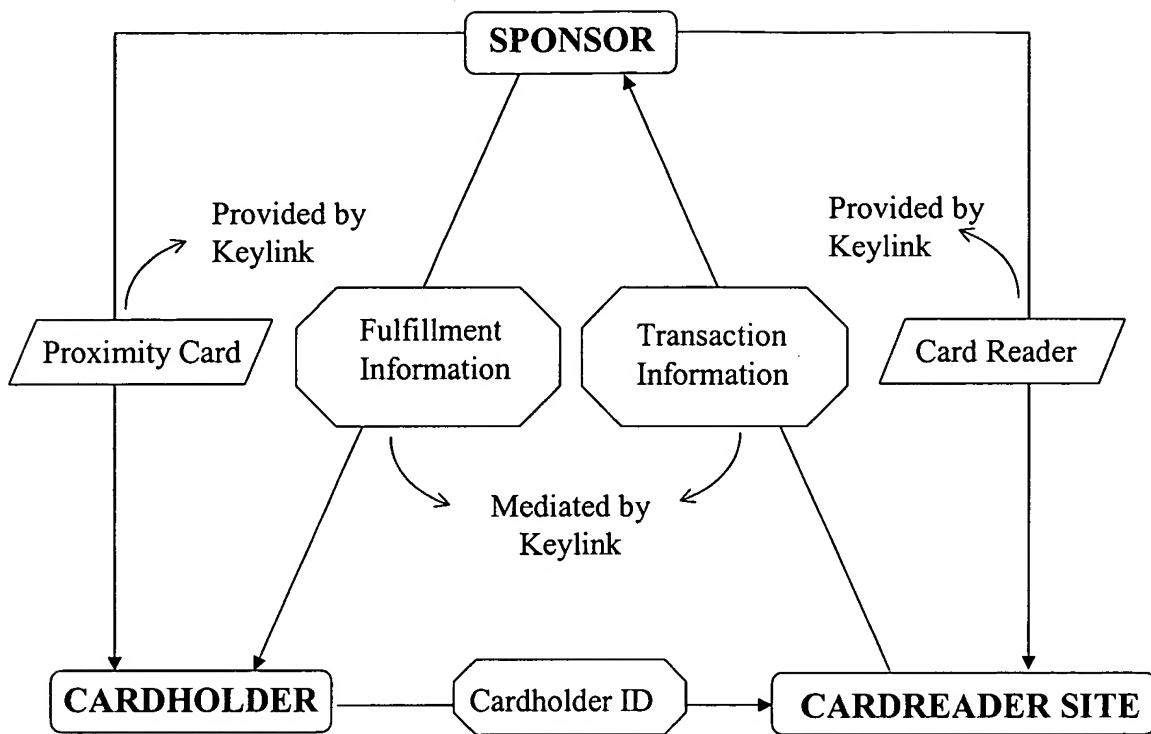 SPONSOR
Provided by
Keylink
Provided by
Keylink
Proximity Card
Fulfillment
Information
Transaction
Information
Card Reader
Mediated by
Keylink
CARDHOLDER
Cardholder ID
CARDREADER SITE